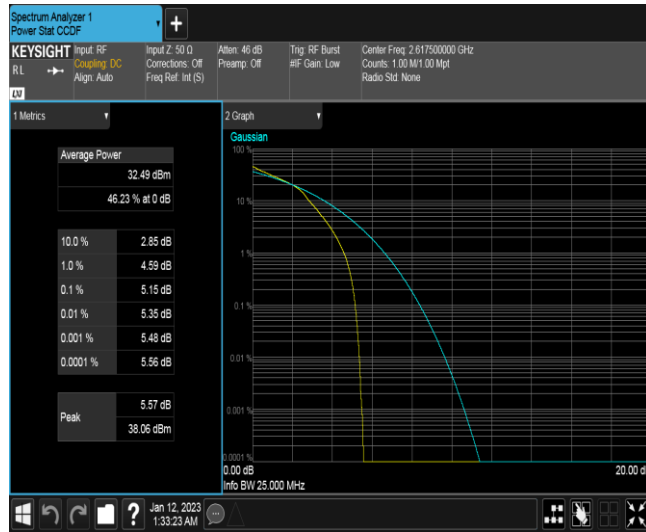 Spectrum Analyzer 1
Power Stat CCDF
KEYSIGHT
RL
LXI
Input: RF
Coupling: DC
Align: Auto
Input Z: 50 Ω
Corrections: Off
Freq Ref: Int (S)
Atten: 46 dB
Preamp: Off
Trig: RF Burst
#IF Gain: Low
Center Freq: 2.617500000 GHz
Counts: 1.00 M/1.00 Mpt
Radio Std: None
1 Metrics
Average Power
32.49 dBm
46.23 % at 0 dB
10.0 % 2.85 dB
1.0 % 4.59 dB
0.1 % 5.15 dB
0.01 % 5.35 dB
0.001 % 5.48 dB
0.0001 % 5.56 dB
Peak 5.57 dB
38.06 dBm
2 Graph
Gaussian
100 %
10 %
1 %
0.1 %
0.01 %
0.001 %
0.0001 %
0.00 dB
20.00 d
Info BW 25.000 MHz
Jan 12, 2023
1:33:23 AM